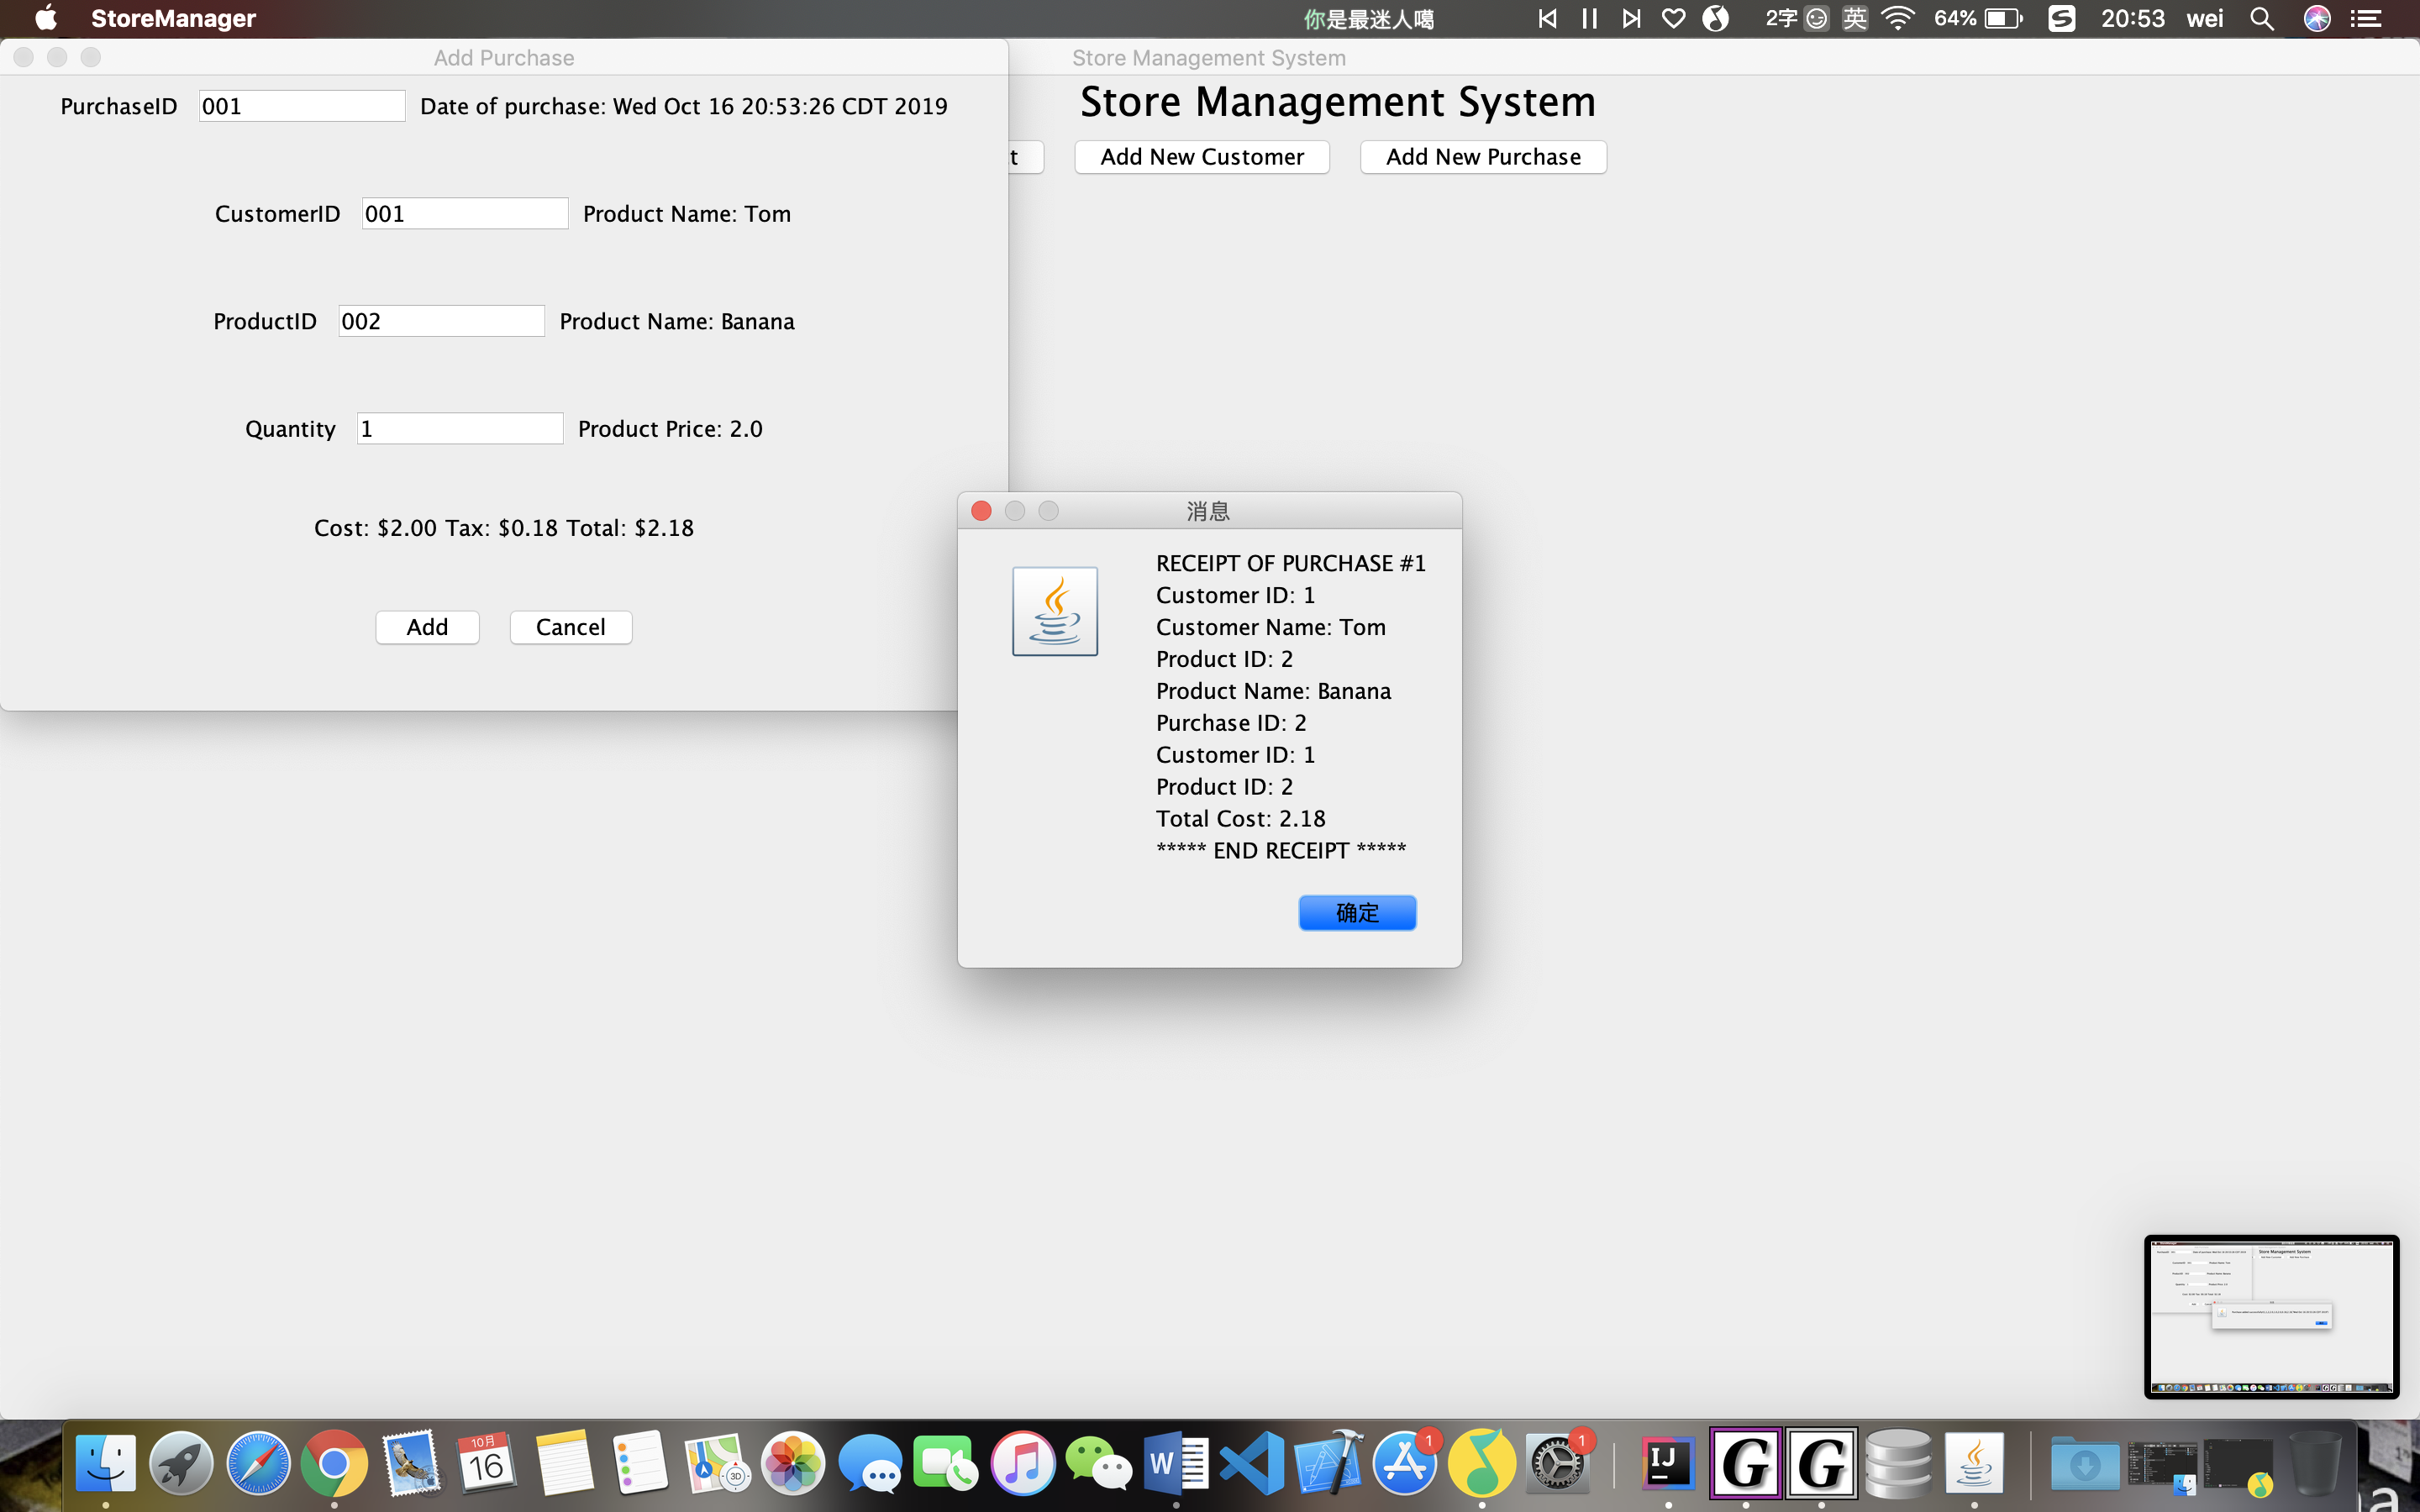 StoreManager
你是最迷人噶
2字
英
64%
20:53
wei
Add Purchase
Store Management System
PurchaseID 001 Date of purchase: Wed Oct 16 20:53:26 CDT 2019
Store Management System
t
Add New Customer
Add New Purchase
CustomerID 001 Product Name: Tom
ProductID 002 Product Name: Banana
Quantity 1 Product Price: 2.0
Cost: $2.00 Tax: $0.18 Total: $2.18
Add
Cancel
消息
RECEIPT OF PURCHASE #1
Customer ID: 1
Customer Name: Tom
Product ID: 2
Product Name: Banana
Purchase ID: 2
Customer ID: 1
Product ID: 2
Total Cost: 2.18
***** END RECEIPT *****
确定
10月
16
3D
W
1
1
IJ
G
G